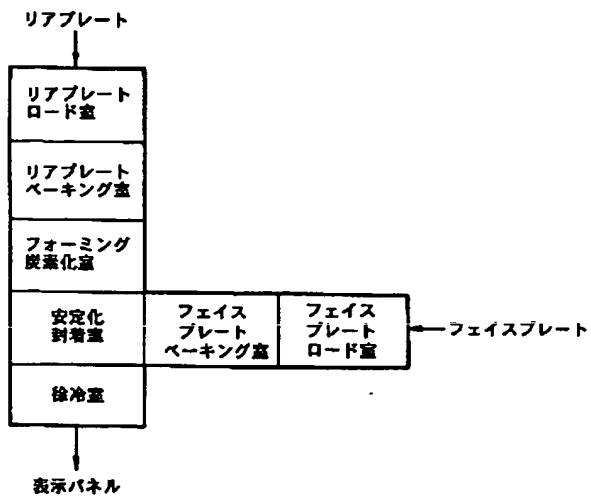 リアプレート
リアプレート
ロード室
リアプレート
ベーキング室
フォーミング
炭素化室
安定化
封着室
フェイス
プレート
ベーキング室
フェイス
プレート
ロード室
フェイスプレート
徐冷室
表示パネル